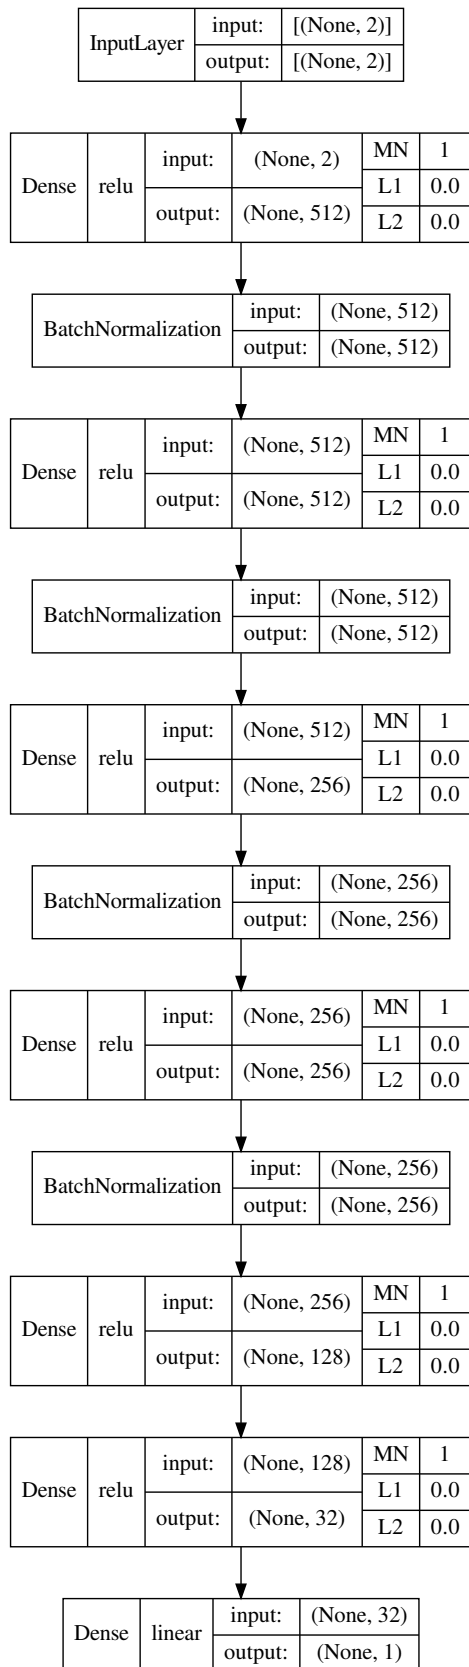 InputLayer input: [(None, 2)]
output: [(None, 2)]
Dense relu input: (None, 2) MN 1
L1 0.0
output: (None, 512) L2 0.0
BatchNormalization input: (None, 512)
output: (None, 512)
Dense relu input: (None, 512) MN 1
L1 0.0
output: (None, 512) L2 0.0
BatchNormalization input: (None, 512)
output: (None, 512)
Dense relu input: (None, 512) MN 1
L1 0.0
output: (None, 256) L2 0.0
BatchNormalization input: (None, 256)
output: (None, 256)
Dense relu input: (None, 256) MN 1
L1 0.0
output: (None, 256) L2 0.0
BatchNormalization input: (None, 256)
output: (None, 256)
Dense relu input: (None, 256) MN 1
L1 0.0
output: (None, 128) L2 0.0
Dense relu input: (None, 128) MN 1
L1 0.0
output: (None, 32) L2 0.0
Dense linear input: (None, 32)
output: (None, 1)